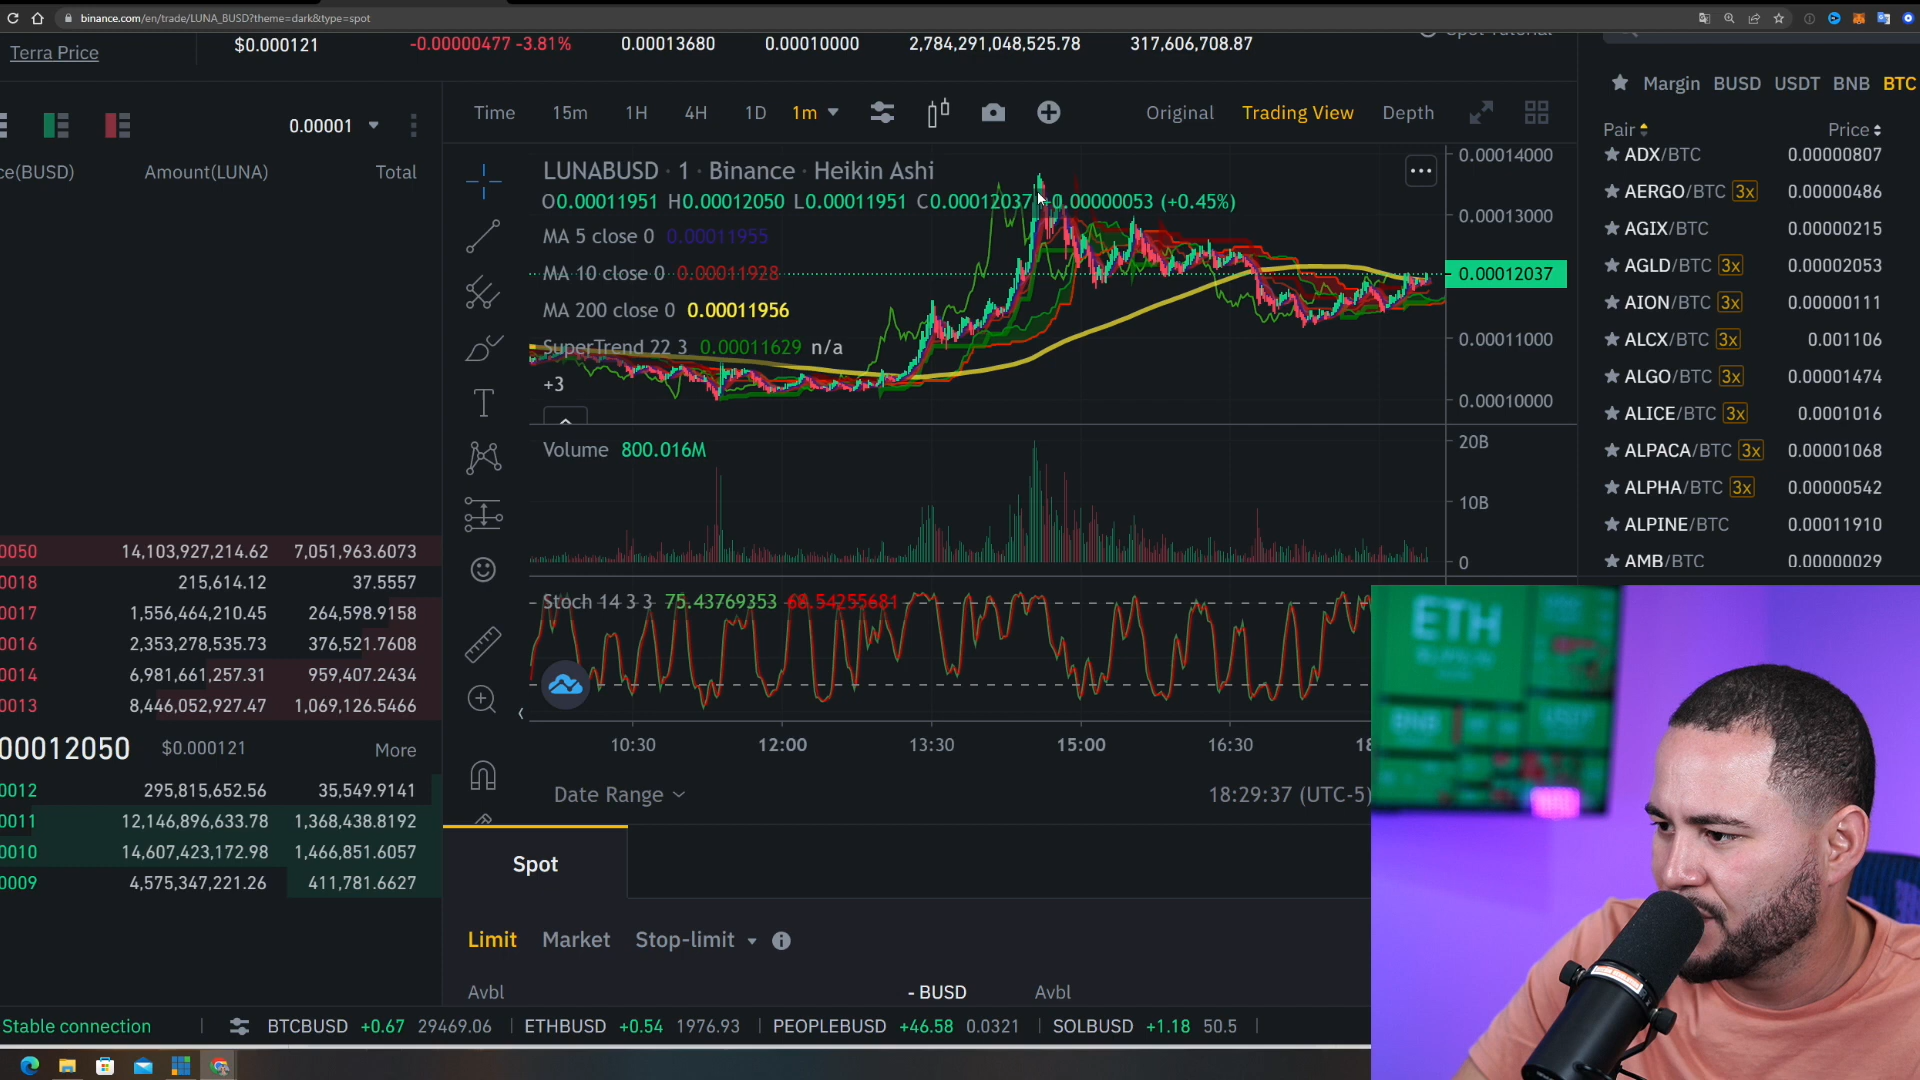 binance.com/en/trade/LUNA_BUSD?theme=dark&type=spot
Terra Price
$0.000121
-0.00000477 -3.81%
0.00013680
0.00010000
2,784,291,048,525.78
317,606,708.87
Spot Tutorial
0.00001
ce(BUSD) Amount(LUNA) Total
0050 14,103,927,214.62 7,051,963.6073
0018 215,614.12 37.5557
0017 1,556,464,210.45 264,598.9158
0016 2,353,278,535.73 376,521.7608
0014 6,981,661,257.31 959,407.2434
0013 8,446,052,927.47 1,069,126.5466
00012050 $0.000121 More
0012 295,815,652.56 35,549.9141
0011 12,146,896,633.78 1,368,438.8192
0010 14,607,423,172.98 1,466,851.6057
0009 4,575,347,221.26 411,781.6627
Time 15m 1H 4H 1D 1m Original Trading View Depth
LUNABUSD · 1 · Binance · Heikin Ashi
O0.00011951 H0.00012050 L0.00011951 C0.00012037 +0.00000053 (+0.45%)
MA 5 close 0 0.00011955
MA 10 close 0 0.00011928
MA 200 close 0 0.00011956
SuperTrend 22 3 0.00011629 n/a
+3
0.00014000
0.00013000
0.00012037
0.00011000
0.00010000
Volume 800.016M
20B
10B
0
Stoch 14 3 3 75.43769353 68.54255681
10:30 12:00 13:30 15:00 16:30 18
Date Range 18:29:37 (UTC-5)
Spot
Limit Market Stop-limit
Avbl - BUSD Avbl
Margin BUSD USDT BNB BTC
Pair Price
ADX/BTC 0.00000807
AERGO/BTC 3x 0.00000486
AGIX/BTC 0.00000215
AGLD/BTC 3x 0.00002053
AION/BTC 3x 0.00000111
ALCX/BTC 3x 0.001106
ALGO/BTC 3x 0.00001474
ALICE/BTC 3x 0.0001016
ALPACA/BTC 3x 0.00001068
ALPHA/BTC 3x 0.00000542
ALPINE/BTC 0.00011910
AMB/BTC 0.00000029
ETH
BNB
Stable connection
BTCBUSD +0.67 29469.06
ETHBUSD +0.54 1976.93
PEOPLEBUSD +46.58 0.0321
SOLBUSD +1.18 50.5